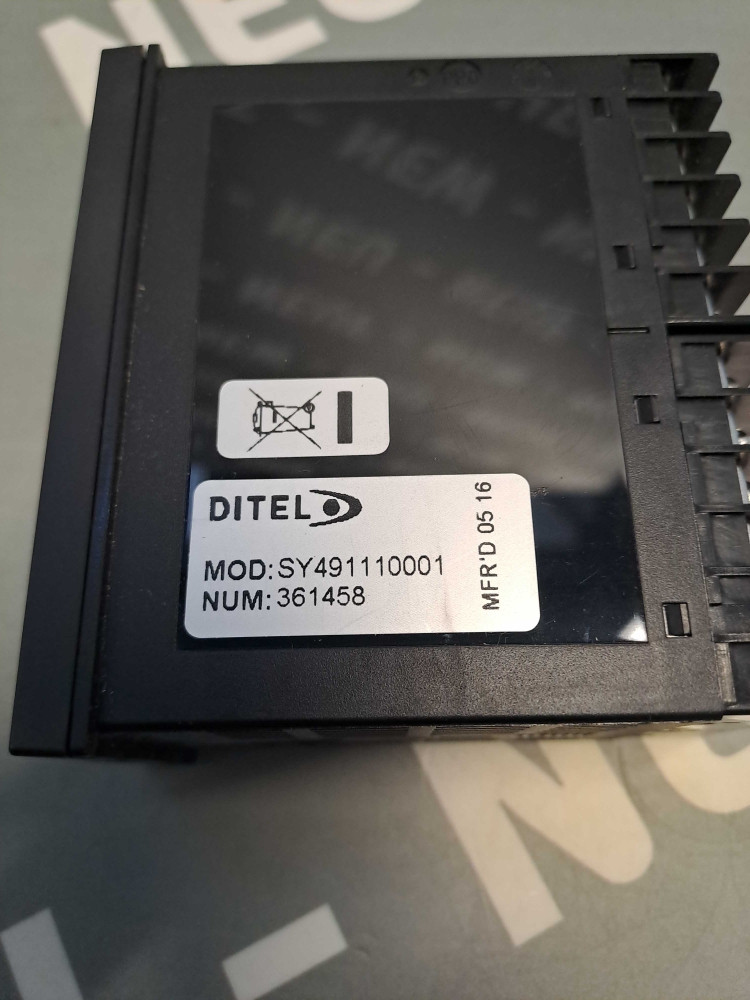 DITEL
MOD: SY491110001
NUM: 361458
MFR'D 05 16